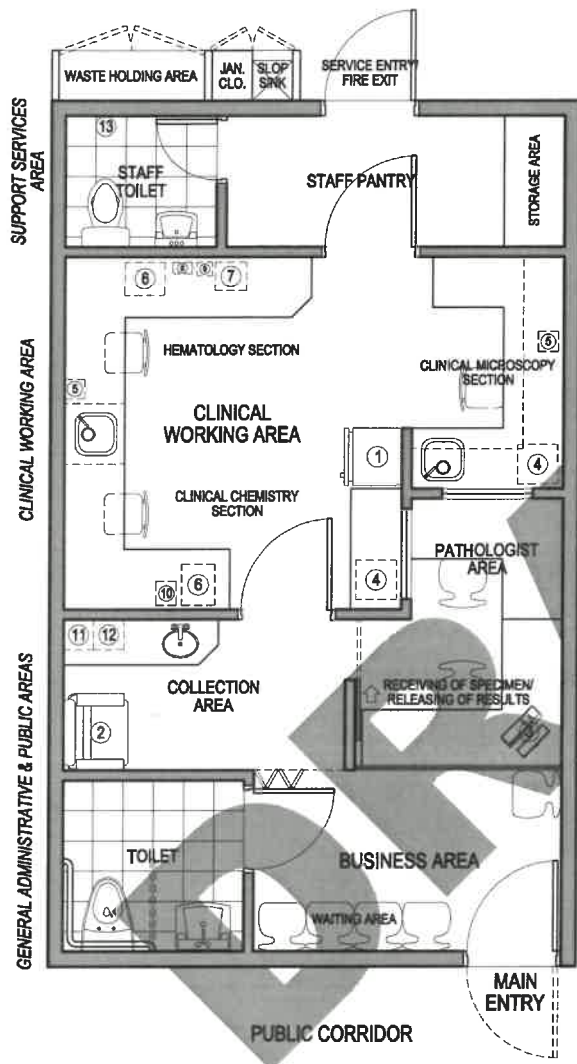 WASTE HOLDING AREA
JAN.
CLO.
SLOP
SINK
SERVICE ENTRY/
FIRE EXIT
SUPPORT SERVICES
AREA
13
STAFF
TOILET
STAFF PANTRY
STORAGE AREA
CLINICAL WORKING AREA
6
7
5
HEMATOLOGY SECTION
CLINICAL MICROSCOPY
SECTION
5
CLINICAL
WORKING AREA
1
4
CLINICAL CHEMISTRY
SECTION
10
6
4
PATHOLOGIST
AREA
GENERAL ADMINISTRATIVE & PUBLIC AREAS
11
12
COLLECTION
AREA
2
RECEIVING OF SPECIMEN/
RELEASING OF RESULTS
3
TOILET
BUSINESS AREA
WAITING AREA
MAIN
ENTRY
PUBLIC CORRIDOR